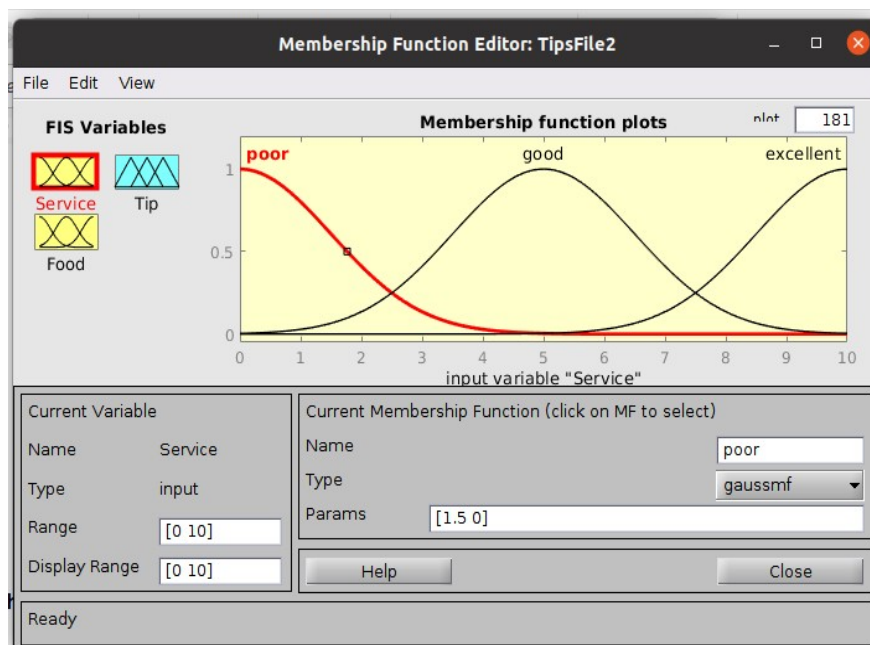 Membership Function Editor: TipsFile2
File Edit View
FIS Variables
Service
Tip
Food
Membership function plots
plot
181
poor
good
excellent
1
0.5
0
0 1 2 3 4 5 6 7 8 9 10
input variable "Service"
Current Variable
Name Service
Type input
Range [0 10]
Display Range [0 10]
Current Membership Function (click on MF to select)
Name poor
Type gaussmf
Params [1.5 0]
Help Close
Ready